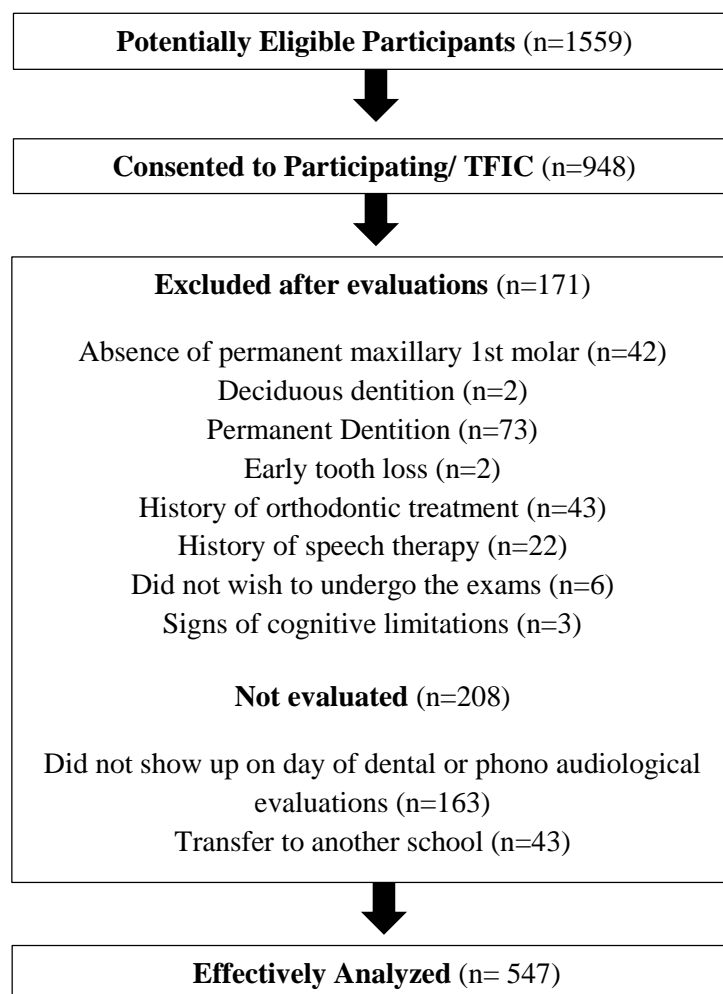 Potentially Eligible Participants (n=1559)
Consented to Participating/ TFIC (n=948)
Excluded after evaluations (n=171)
Absence of permanent maxillary 1st molar (n=42)
Deciduous dentition (n=2)
Permanent Dentition (n=73)
Early tooth loss (n=2)
History of orthodontic treatment (n=43)
History of speech therapy (n=22)
Did not wish to undergo the exams (n=6)
Signs of cognitive limitations (n=3)
Not evaluated (n=208)
Did not show up on day of dental or phono audiological
evaluations (n=163)
Transfer to another school (n=43)
Effectively Analyzed (n= 547)